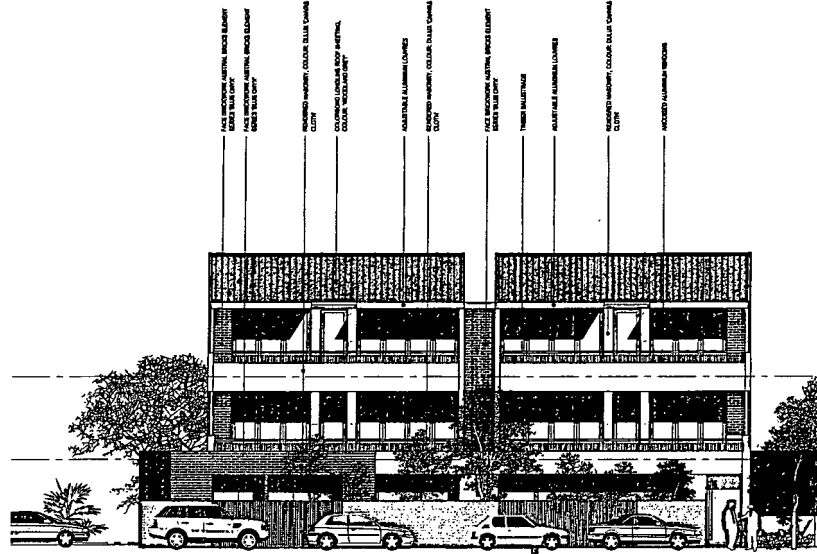 FACE BRICKWORK, AUSTRAL BRICKS ELEMENT
SERIES 'BLUE ONYX'
FACE BRICKWORK, AUSTRAL BRICKS ELEMENT
SERIES 'BLUE ONYX'
RENDERED MASONRY, COLOUR: DULUX 'CANVAS
CLOTH'
COLORBOND LONGLINE ROOF SHEETING,
COLOUR: 'WOODLAND GREY'
ADJUSTABLE ALUMINIUM LOUVRES
RENDERED MASONRY, COLOUR: DULUX 'CANVAS
CLOTH'
FACE BRICKWORK, AUSTRAL BRICKS ELEMENT
SERIES 'BLUE ONYX'
TIMBER BALUSTRADE
ADJUSTABLE ALUMINIUM LOUVRES
RENDERED MASONRY, COLOUR: DULUX 'CANVAS
CLOTH'
ANODISED ALUMINIUM WINDOWS